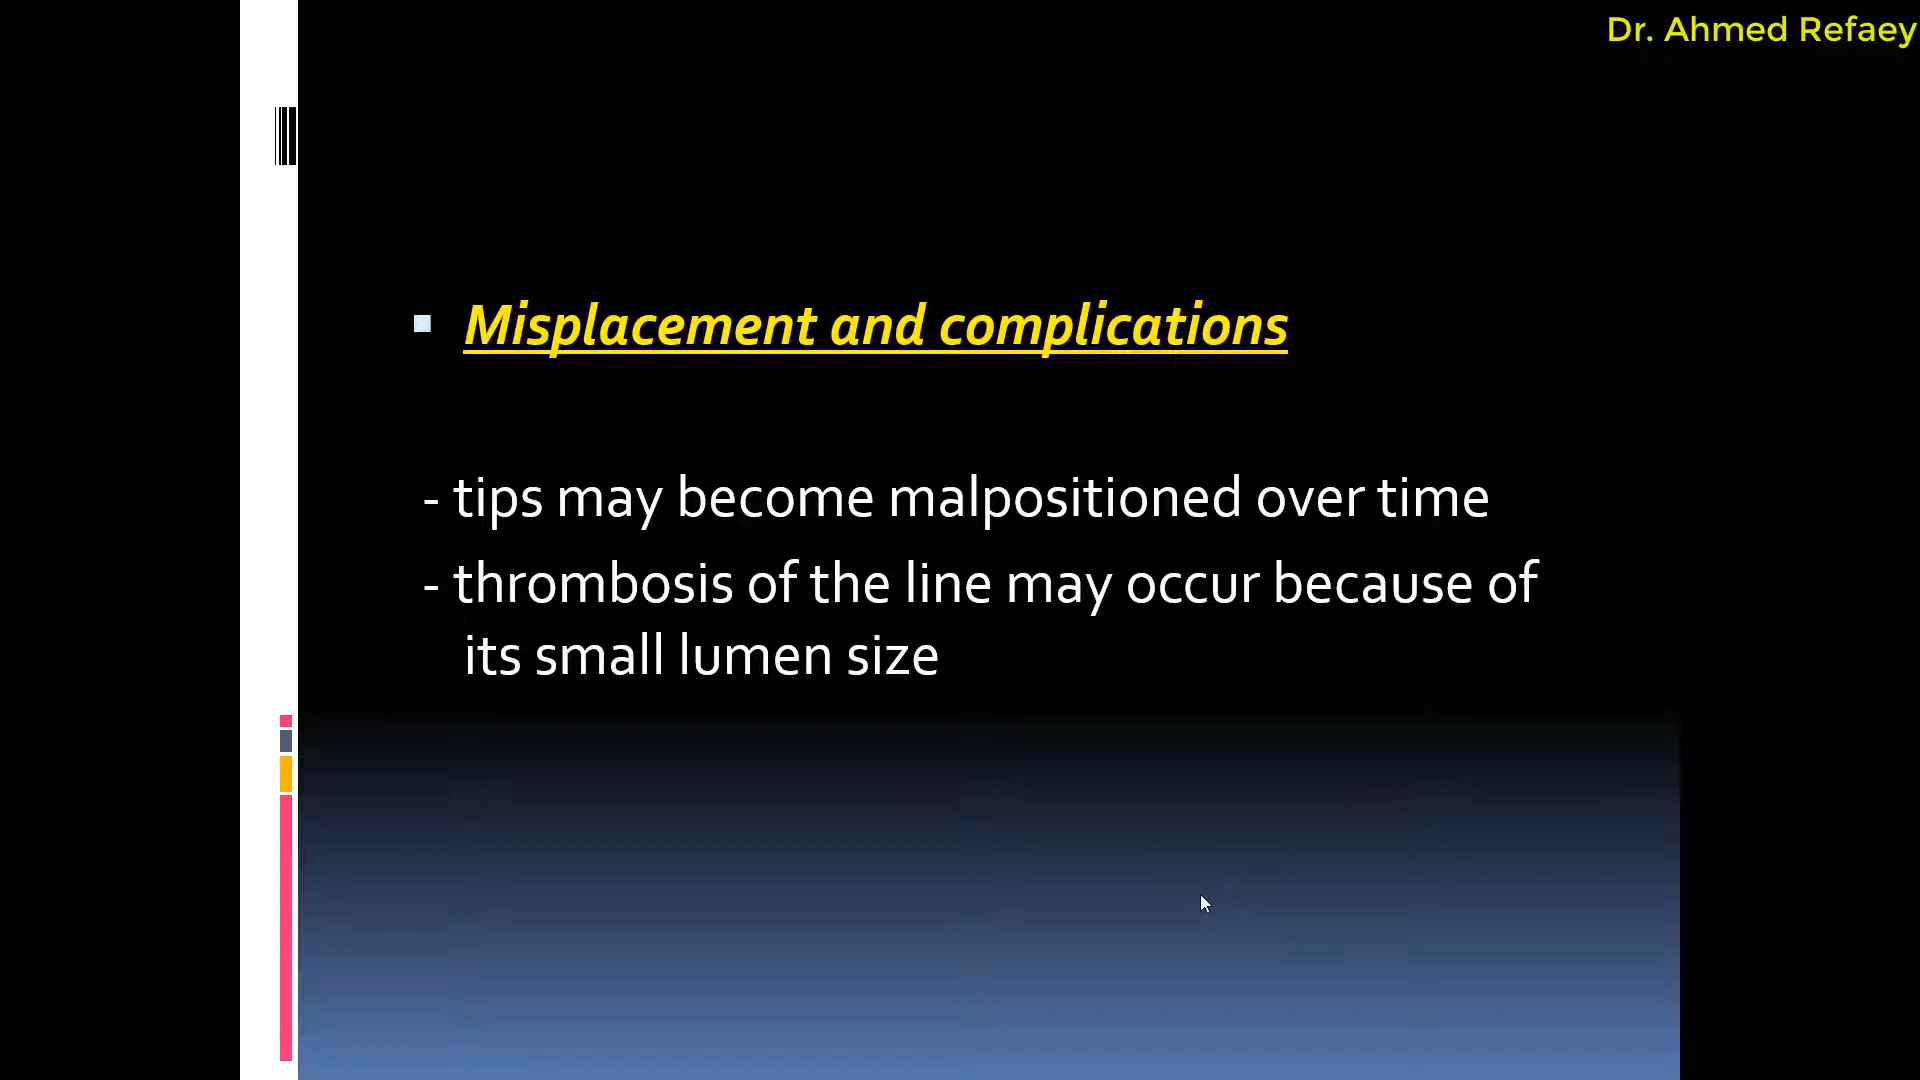 Dr. Ahmed Refaey
Misplacement and complications
- tips may become malpositioned over time
- thrombosis of the line may occur because of
its small lumen size